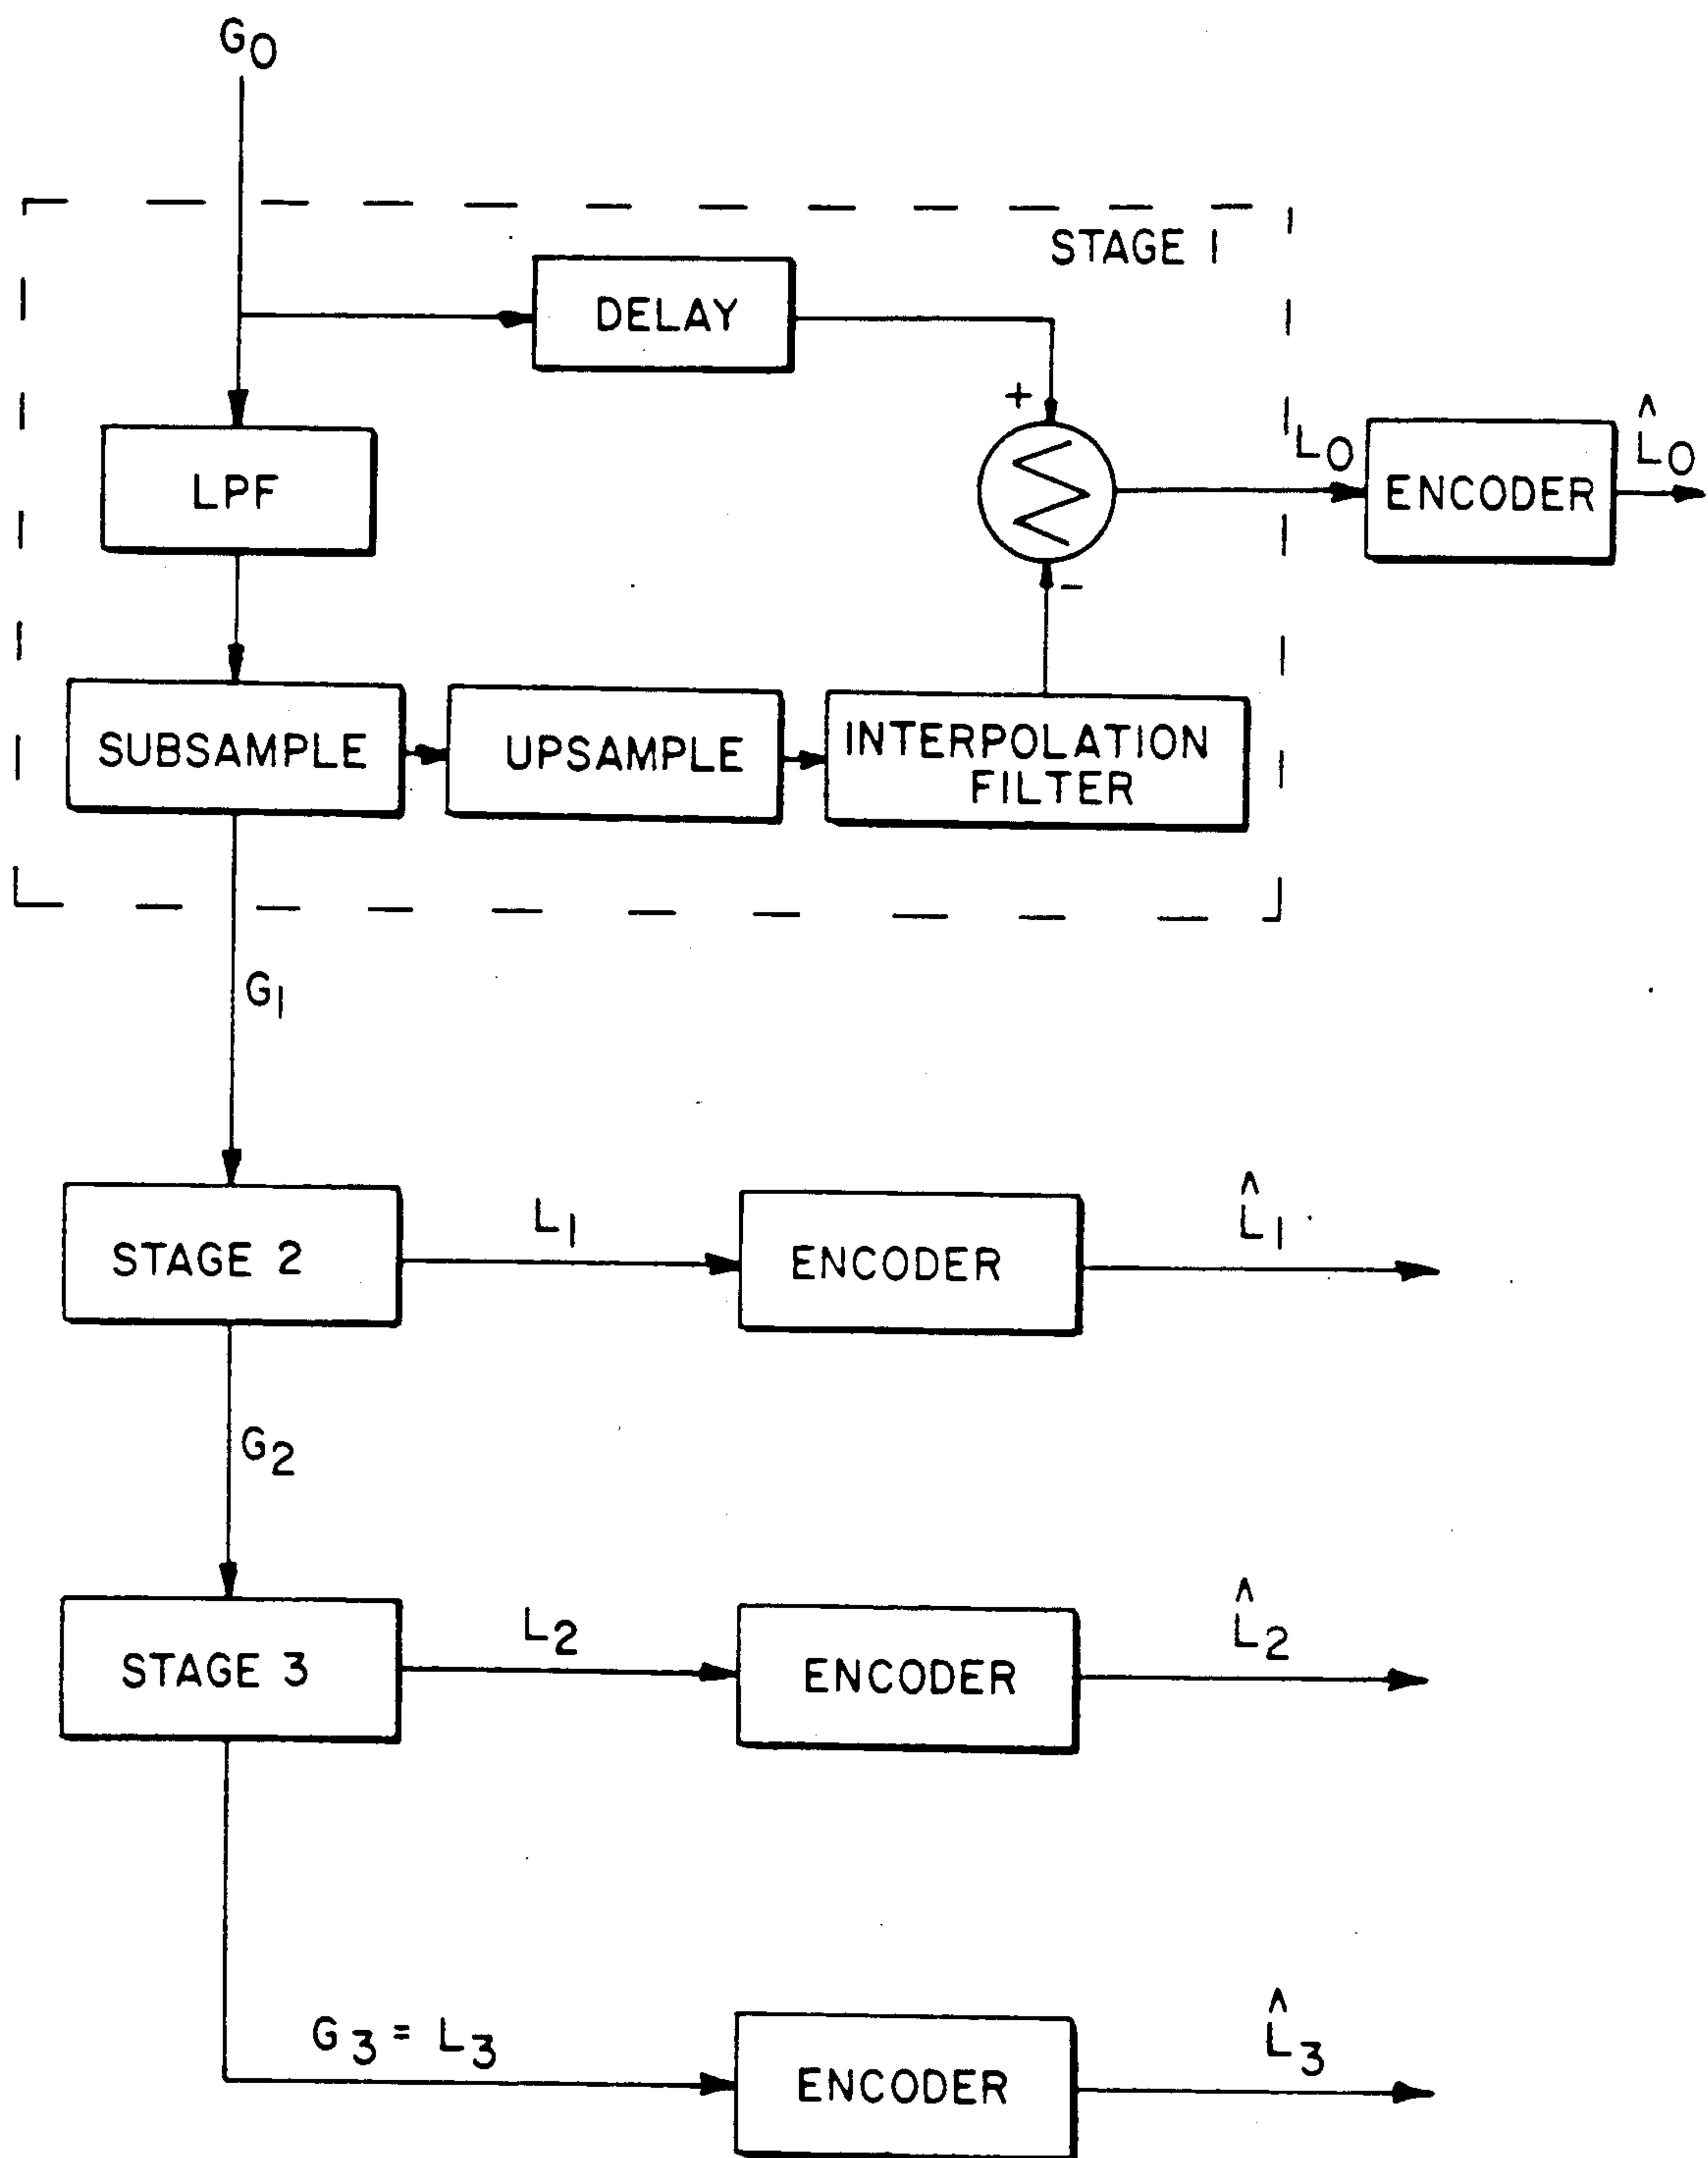 G0
STAGE 1
DELAY
+
LPF
L0
ENCODER
L̂0
-
SUBSAMPLE
UPSAMPLE
INTERPOLATION
FILTER
G1
STAGE 2
L1
ENCODER
L̂1
G2
STAGE 3
L2
ENCODER
L̂2
G3 = L3
ENCODER
L̂3